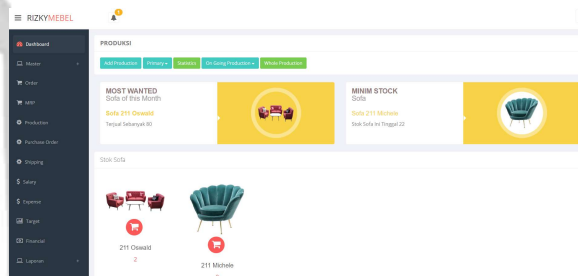 RIZKYMEBEL
Dashboard
Master
Order
MRP
Production
Purchase Order
Shipping
Salary
Expense
Target
Financial
Laporan
PRODUKSI
Add Production
Primary
Statistics
On Going Production
Whole Production
MOST WANTED
Sofa of this Month
Sofa 211 Oswald
Terjual Sebanyak 80
MINIM STOCK
Sofa
Sofa 211 Michele
Stok Sofa Ini Tinggal 22
Stok Sofa
211 Oswald
2
211 Michele